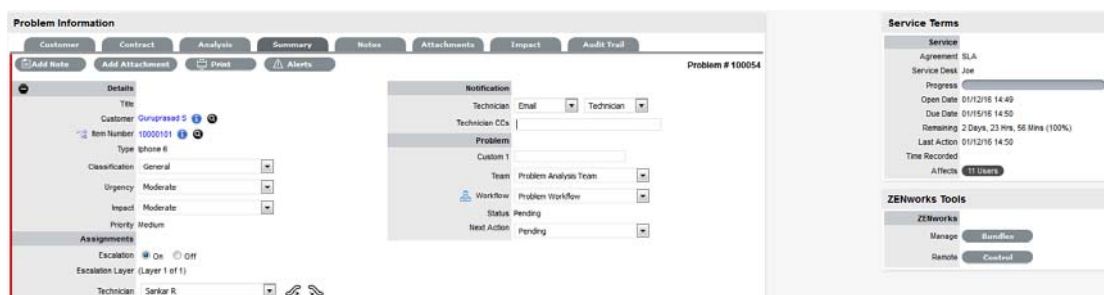 Problem Information
Customer Contract Analysis Summary Notes Attachments Impact Audit Trail
Add Note Add Attachment Print Alerts
Problem # 100054
Details
Title
Customer Guruprasad S
Item Number 10000101
Type Iphone 6
Classification General
Urgency Moderate
Impact Moderate
Priority Medium
Assignments
Escalation On Off
Escalation Layer (Layer 1 of 1)
Technician Sankar R
Notification
Technician Email Technician
Technician CCs
Problem
Custom 1
Team Problem Analysis Team
Workflow Problem Workflow
Status Pending
Next Action Pending
Service Terms
Service
Agreement SLA
Service Desk Joe
Progress
Open Date 01/12/16 14:49
Due Date 01/15/16 14:50
Remaining 2 Days, 23 Hrs, 56 Mins (100%)
Last Action 01/12/16 14:50
Time Recorded
Affects 11 Users
ZENworks Tools
ZENworks
Manage Bundles
Remote Control